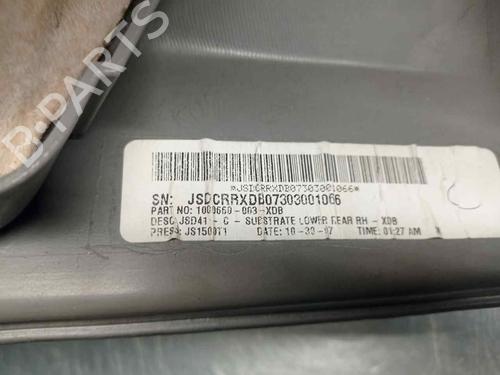 B-PARTS
*JSDCRRXDB07303001066*
SN: JSDCRRXDB07303001066
PART NO: 1000660-003-XDB
DESC: JSD41 - C - SUBSTRATE LOWER REAR RH - XDB
PRESS: JS150011 DATE: 10-30-07 TIME: 01:27 AM